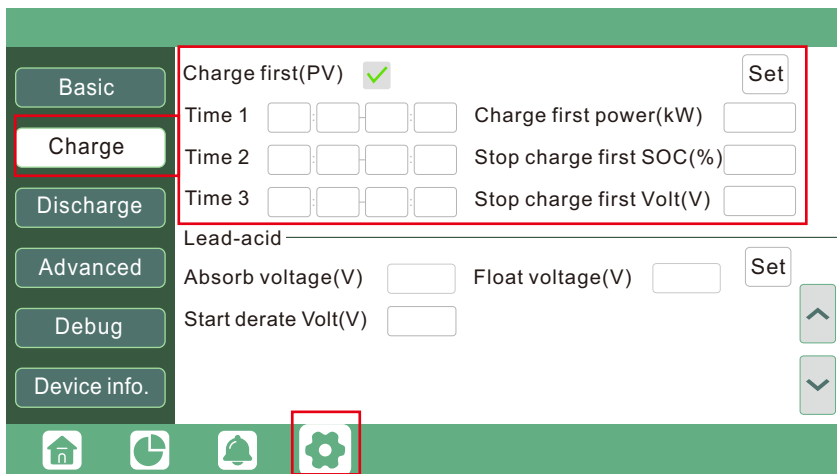 Basic
Charge
Discharge
Advanced
Debug
Device info.
Charge first(PV) Set
Time 1 : - : Charge first power(kW)
Time 2 : - : Stop charge first SOC(%)
Time 3 : - : Stop charge first Volt(V)
Lead-acid
Absorb voltage(V) Float voltage(V) Set
Start derate Volt(V)